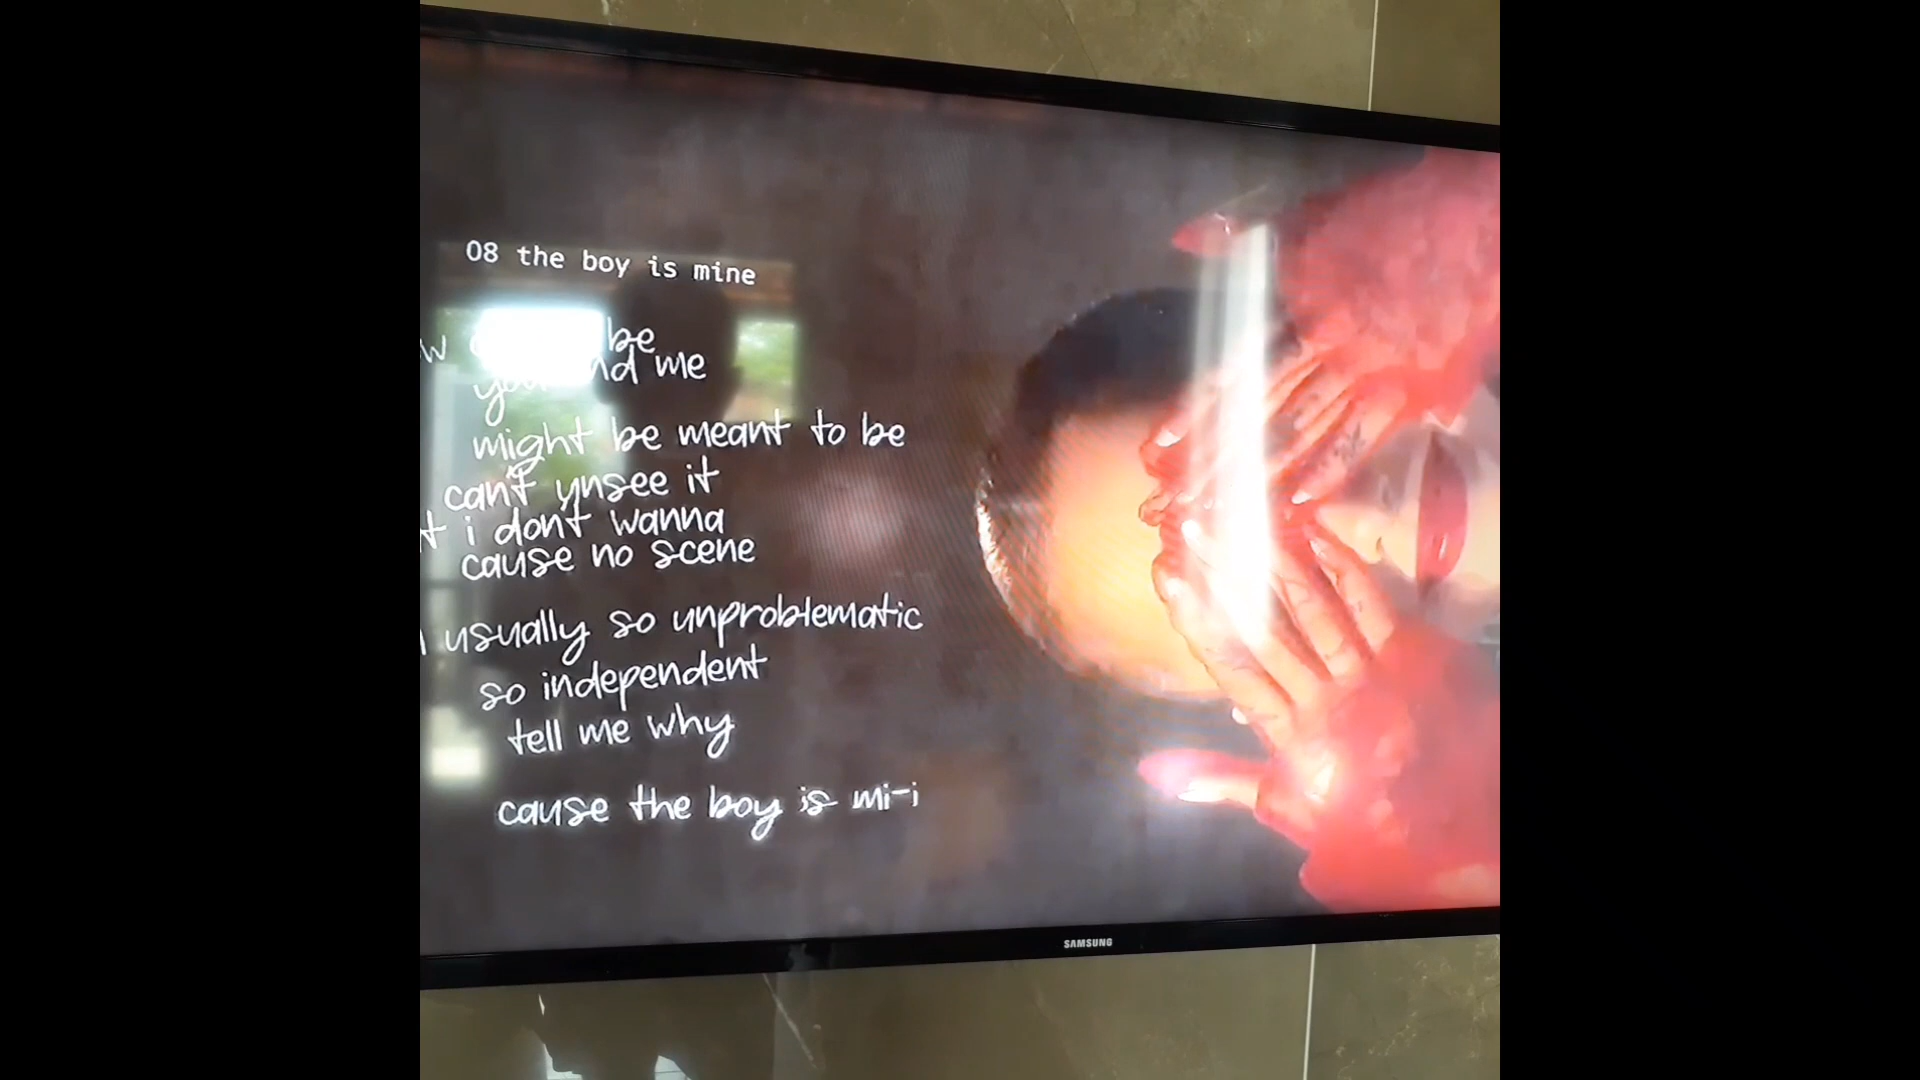 08 the boy is mine
be
me
might be meant to be
can't unsee it
i dont wanna
cause no scene
usually so unproblematic
so independent
tell me why
cause the boy is mi-i
SAMSUNG